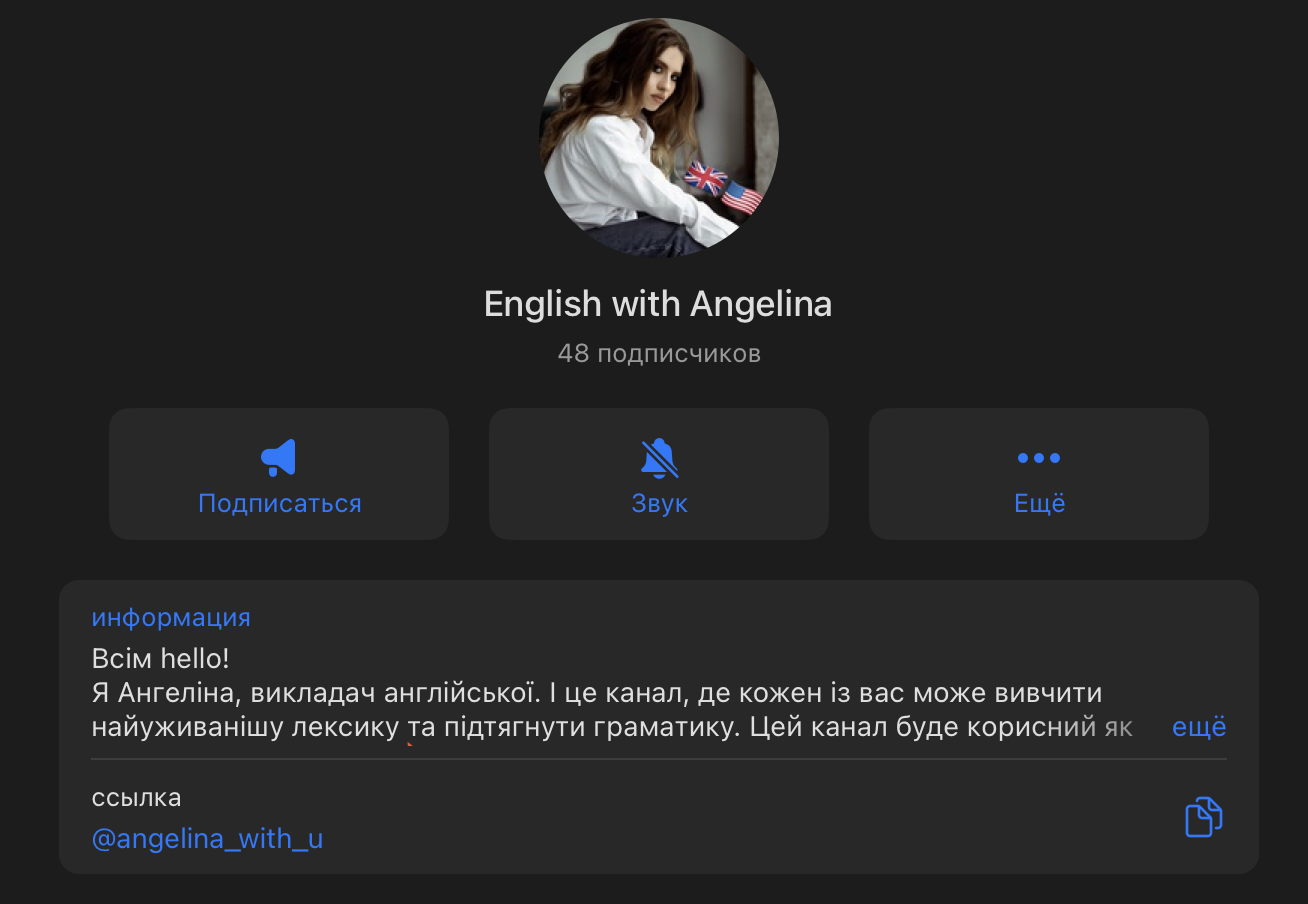 English with Angelina
48 подписчиков
Подписаться
Звук
Ещё
информация
Всім hello!
Я Ангеліна, викладач англійської. І це канал, де кожен із вас може вивчити
найуживанішу лексику та підтягнути граматику. Цей канал буде корисний як ещё
ссылка
@angelina_with_u